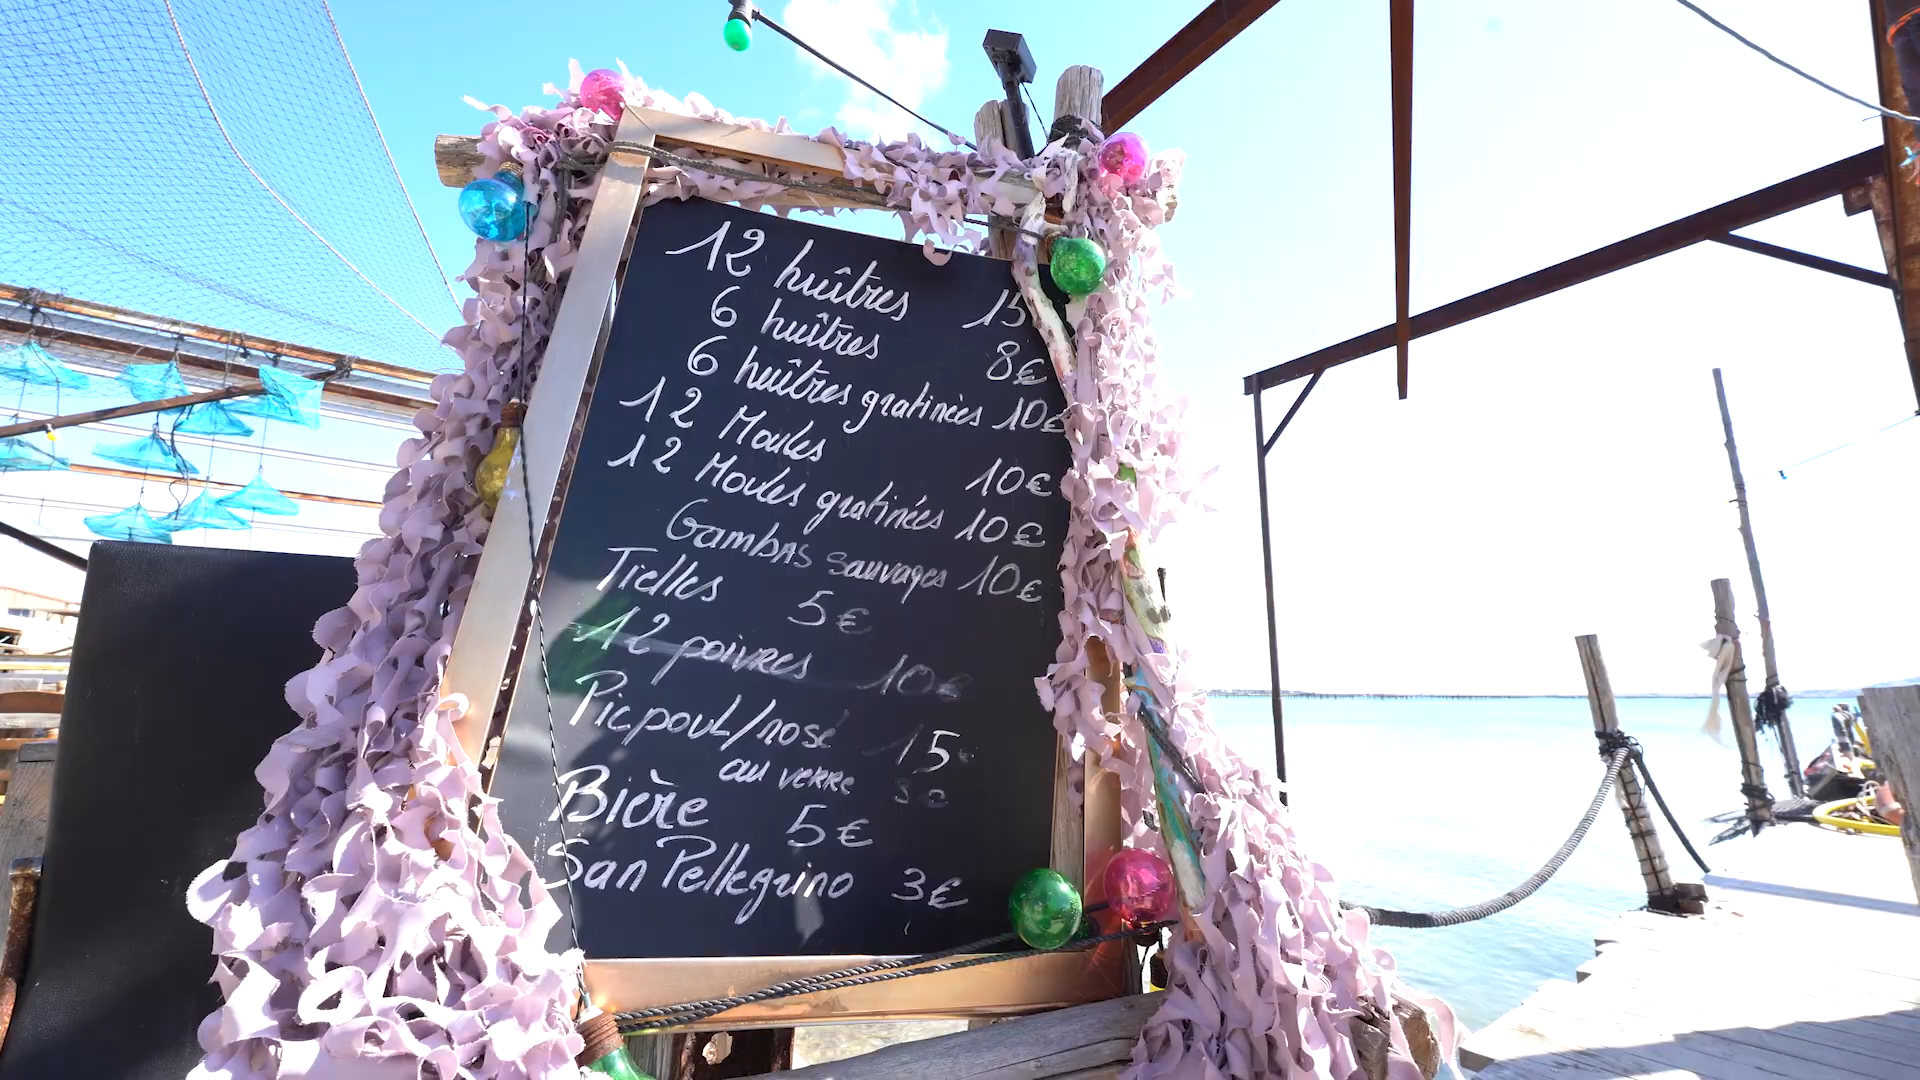 12 huîtres 15
6 huîtres 8€
6 huîtres gratinées 10€
12 Moules 10€
12 Moules gratinées 10€
Gambas sauvages 10€
Tielles 5€
12 poivres 10€
Picpoul/rosé 15€
au verre 3€
Bière 5€
San Pellegrino 3€